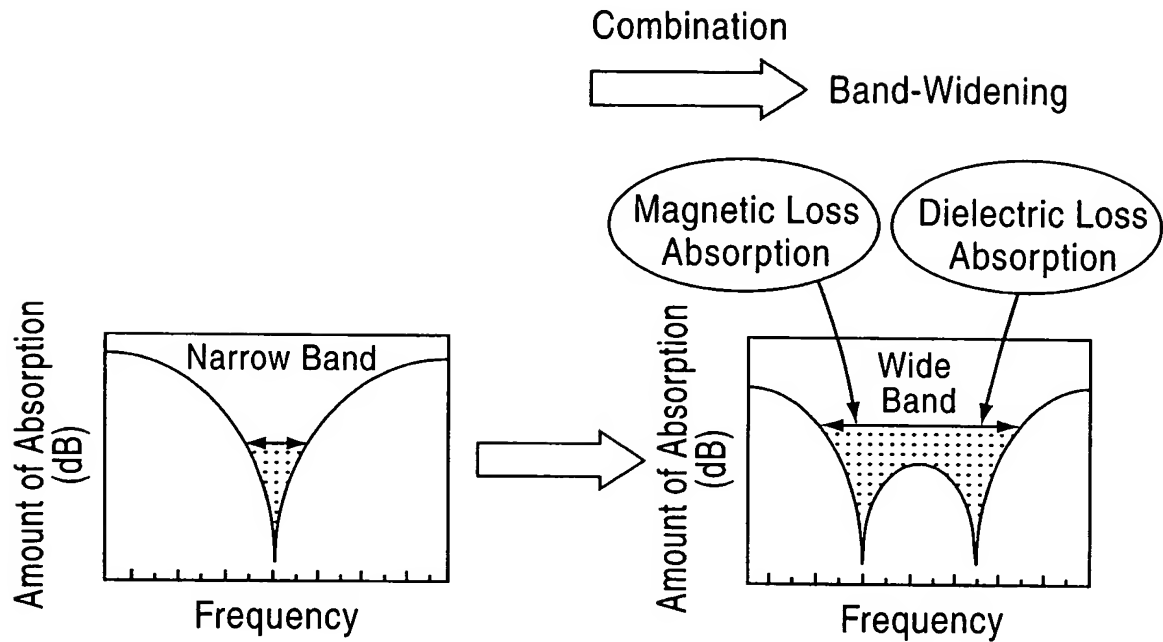 Combination
Band-Widening
Magnetic Loss
Absorption
Dielectric Loss
Absorption
Amount of Absorption
(dB)
Narrow Band
Frequency
Amount of Absorption
(dB)
Wide
Band
Frequency